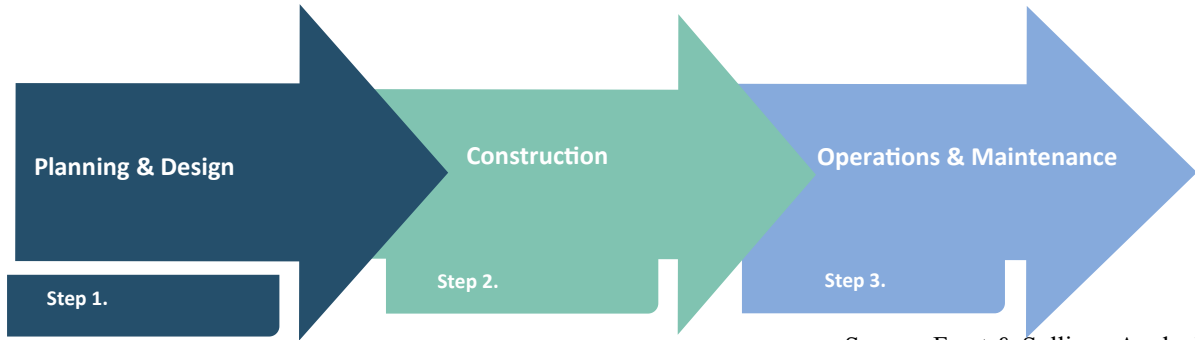 Planning & Design
Construction
Operations & Maintenance
Step 1.
Step 2.
Step 3.